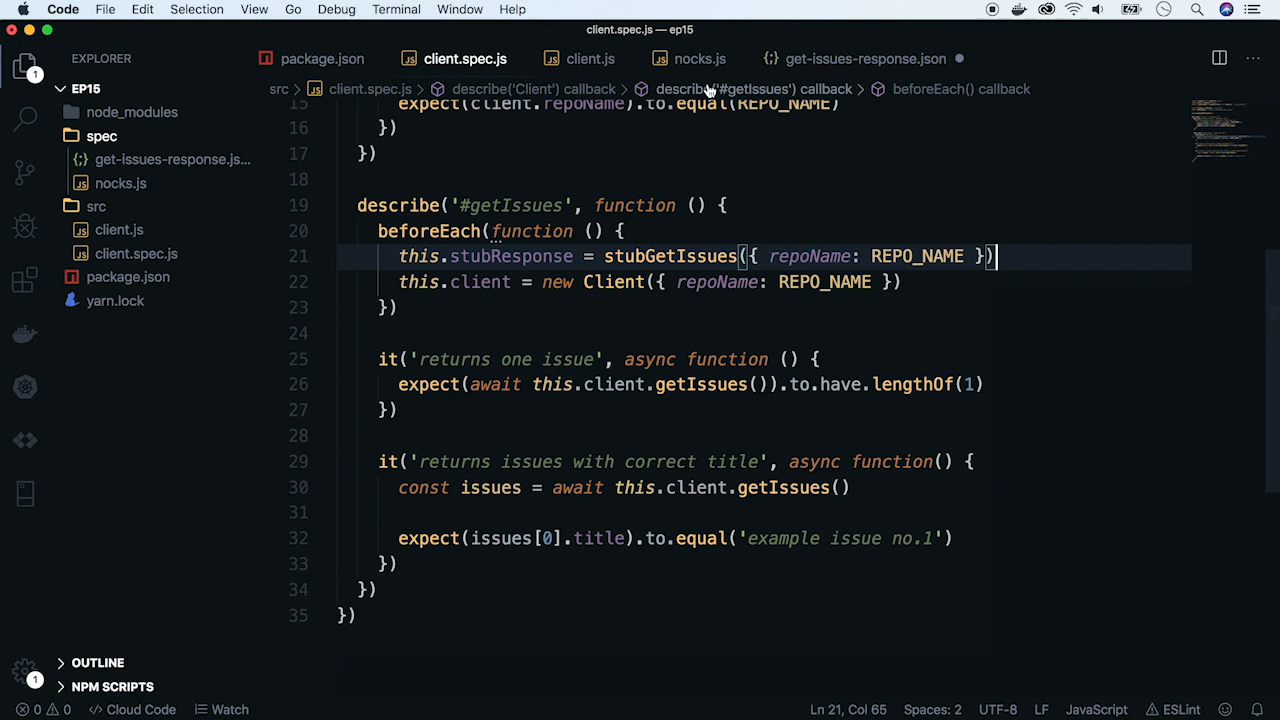 Code File Edit Selection View Go Debug Terminal Window Help
client.spec.js — ep15
EXPLORER
package.json
client.spec.js
client.js
nocks.js
get-issues-response.json
1
EP15
node_modules
spec
get-issues-response.js...
nocks.js
src
client.js
client.spec.js
package.json
yarn.lock
src > client.spec.js > describe('Client') callback > describe('#getIssues') callback > beforeEach() callback
15 expect(client.repoName).to.equal(REPO_NAME)
16 })
17 })
18
19 describe('#getIssues', function () {
20 beforeEach(function () {
21 this.stubResponse = stubGetIssues({ repoName: REPO_NAME })
22 this.client = new Client({ repoName: REPO_NAME })
23 })
24
25 it('returns one issue', async function () {
26 expect(await this.client.getIssues()).to.have.lengthOf(1)
27 })
28
29 it('returns issues with correct title', async function() {
30 const issues = await this.client.getIssues()
31
32 expect(issues[0].title).to.equal('example issue no.1')
33 })
34 })
35 })
OUTLINE
NPM SCRIPTS
1
0 0 Cloud Code Watch
Ln 21, Col 65 Spaces: 2 UTF-8 LF JavaScript ESLint